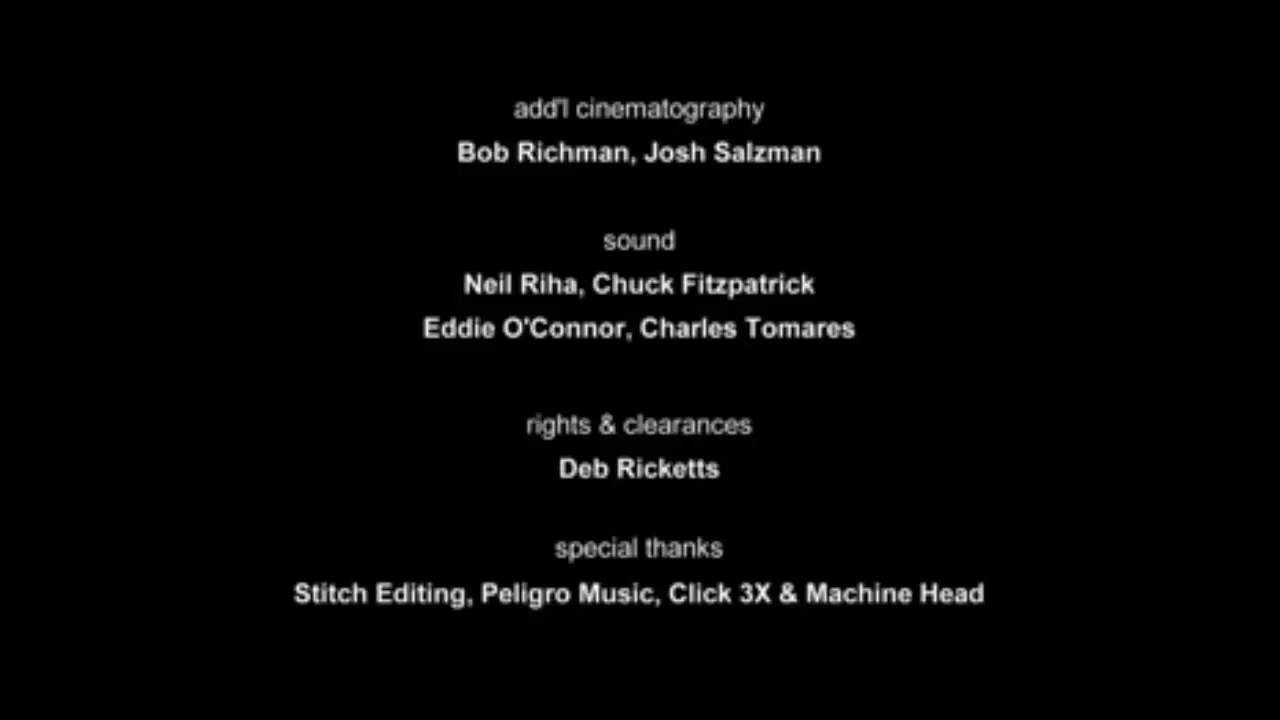 add'l cinematography
Bob Richman, Josh Salzman
sound
Neil Riha, Chuck Fitzpatrick
Eddie O'Connor, Charles Tomares
rights & clearances
Deb Ricketts
special thanks
Stitch Editing, Peligro Music, Click 3X & Machine Head